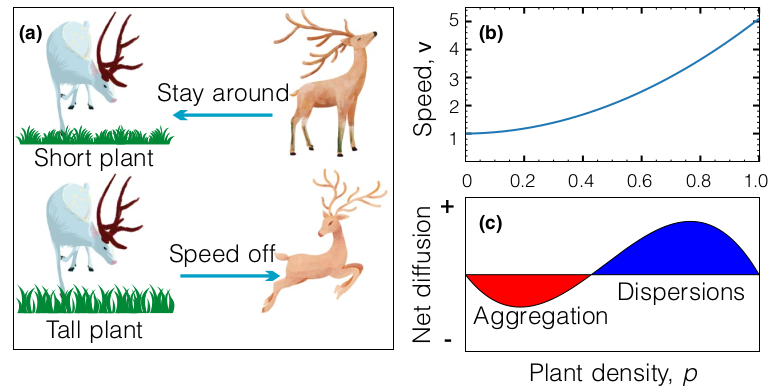 (a)
Stay around
Short plant
Speed off
Tall plant
(b)
Speed, v
5
4
3
2
1
0 0.2 0.4 0.6 0.8 1.0
(c)
Net diffusion
+
-
Dispersions
Aggregation
Plant density, p